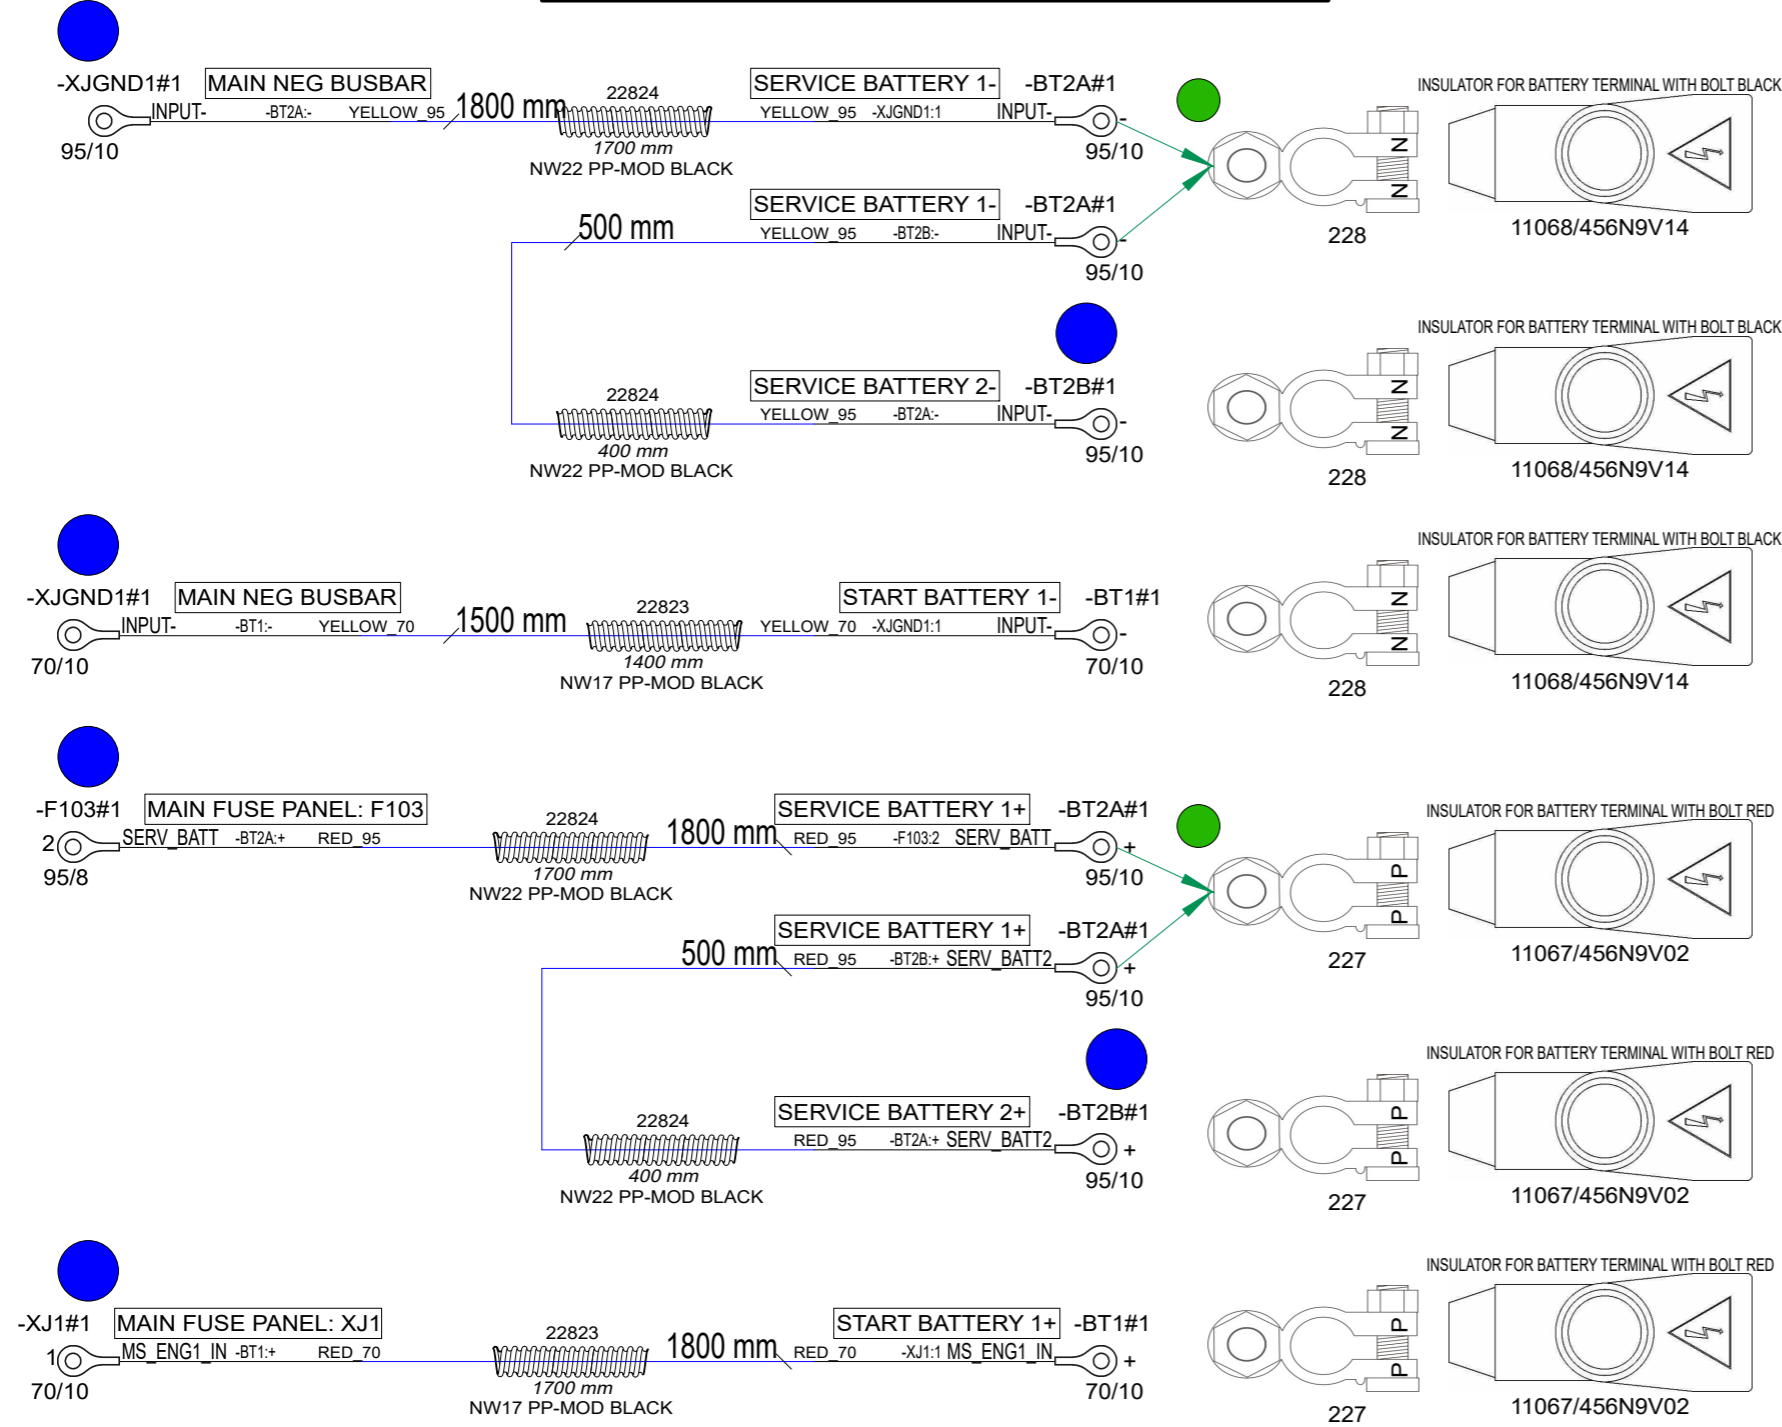 -XJGND1#1 MAIN NEG BUSBAR 22824 SERVICE BATTERY 1- -BT2A#1 INSULATOR FOR BATTERY TERMINAL WITH BOLT BLACK
INPUT- -BT2A:- YELLOW_95 1800 mm YELLOW_95 -XJGND1:1 INPUT- - N N
95/10 1700 mm 95/10
NW22 PP-MOD BLACK
SERVICE BATTERY 1- -BT2A#1
500 mm YELLOW_95 -BT2B:- INPUT- - 228 11068/456N9V14
95/10
INSULATOR FOR BATTERY TERMINAL WITH BOLT BLACK
22824 SERVICE BATTERY 2- -BT2B#1
YELLOW_95 -BT2A:- INPUT- - N N
400 mm 95/10
NW22 PP-MOD BLACK 228 11068/456N9V14
INSULATOR FOR BATTERY TERMINAL WITH BOLT BLACK
-XJGND1#1 MAIN NEG BUSBAR 22823 START BATTERY 1- -BT1#1
INPUT- -BT1:- YELLOW_70 1500 mm YELLOW_70 -XJGND1:1 INPUT- - N N
70/10 1400 mm 70/10
NW17 PP-MOD BLACK 228 11068/456N9V14
-F103#1 MAIN FUSE PANEL: F103 22824 SERVICE BATTERY 1+ -BT2A#1 INSULATOR FOR BATTERY TERMINAL WITH BOLT RED
2 SERV_BATT -BT2A:+ RED_95 1800 mm RED_95 -F103:2 SERV_BATT + P P
95/8 1700 mm 95/10
NW22 PP-MOD BLACK
SERVICE BATTERY 1+ -BT2A#1
500 mm RED_95 -BT2B:+ SERV_BATT2 + 227 11067/456N9V02
95/10
INSULATOR FOR BATTERY TERMINAL WITH BOLT RED
22824 SERVICE BATTERY 2+ -BT2B#1
RED_95 -BT2A:+ SERV_BATT2 + P P
400 mm 95/10
NW22 PP-MOD BLACK 227 11067/456N9V02
INSULATOR FOR BATTERY TERMINAL WITH BOLT RED
-XJ1#1 MAIN FUSE PANEL: XJ1 22823 START BATTERY 1+ -BT1#1
1 MS_ENG1_IN -BT1:+ RED_70 1800 mm RED_70 -XJ1:1 MS_ENG1_IN + P P
70/10 1700 mm 70/10
NW17 PP-MOD BLACK 227 11067/456N9V02